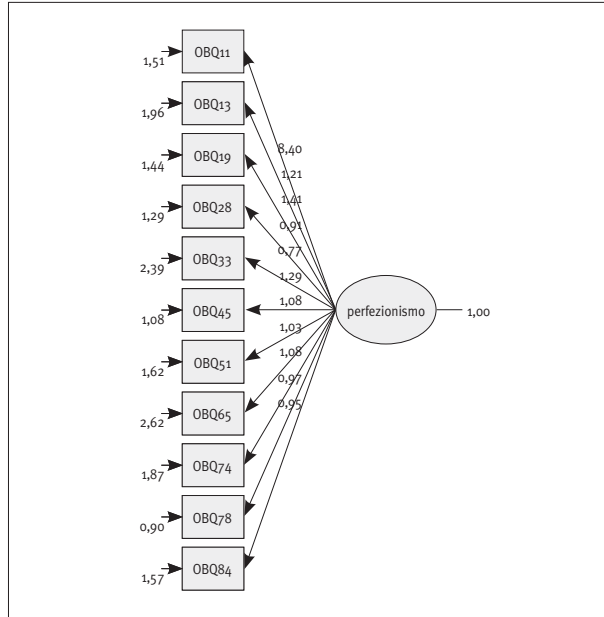 OBQ11
1,51
OBQ13
1,96
OBQ19
1,44
OBQ28
1,29
OBQ33
2,39
OBQ45
1,08
OBQ51
1,62
OBQ65
2,62
OBQ74
1,87
OBQ78
0,90
OBQ84
1,57
8,40
1,21
1,41
0,91
0,77
1,29
1,08
1,03
1,08
0,97
0,95
perfezionismo
1,00